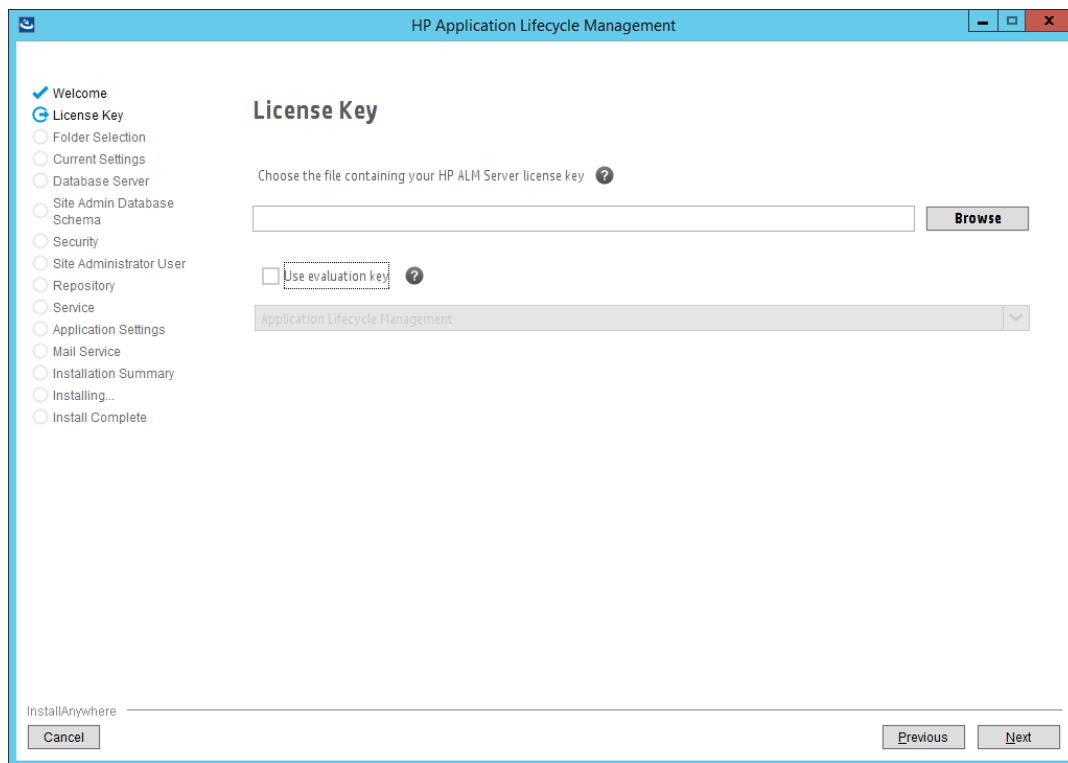 HP Application Lifecycle Management
Welcome
License Key
Folder Selection
Current Settings
Database Server
Site Admin Database
Schema
Security
Site Administrator User
Repository
Service
Application Settings
Mail Service
Installation Summary
Installing...
Install Complete
License Key
Choose the file containing your HP ALM Server license key ?
Browse
Use evaluation key ?
Application Lifecycle Management
InstallAnywhere
Cancel Previous Next